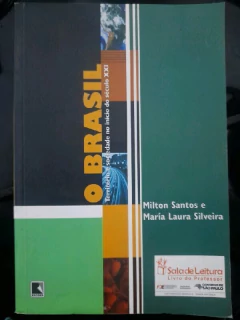 O BRASIL
Território e sociedade no início do século XXI
Milton Santos e
Maria Laura Silveira
Sala de Leitura
Livro do Professor
RECORD